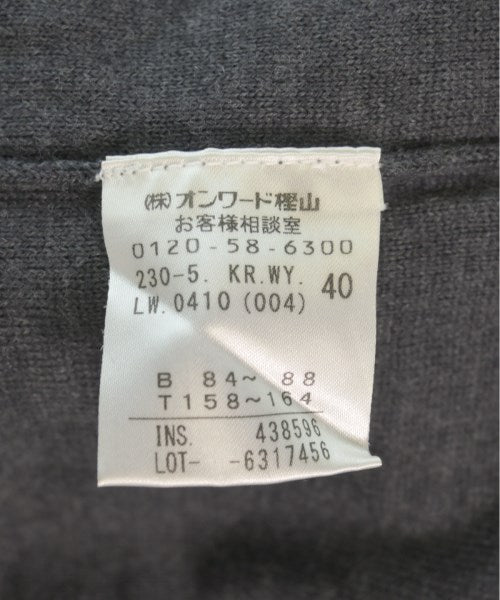 (株)オンワード樫山
お客様相談室
0120-58-6300
230-5. KR.WY. 40
LW.0410 (004)
B 84～ 88
T158～164
INS. 438596
LOT- -6317456